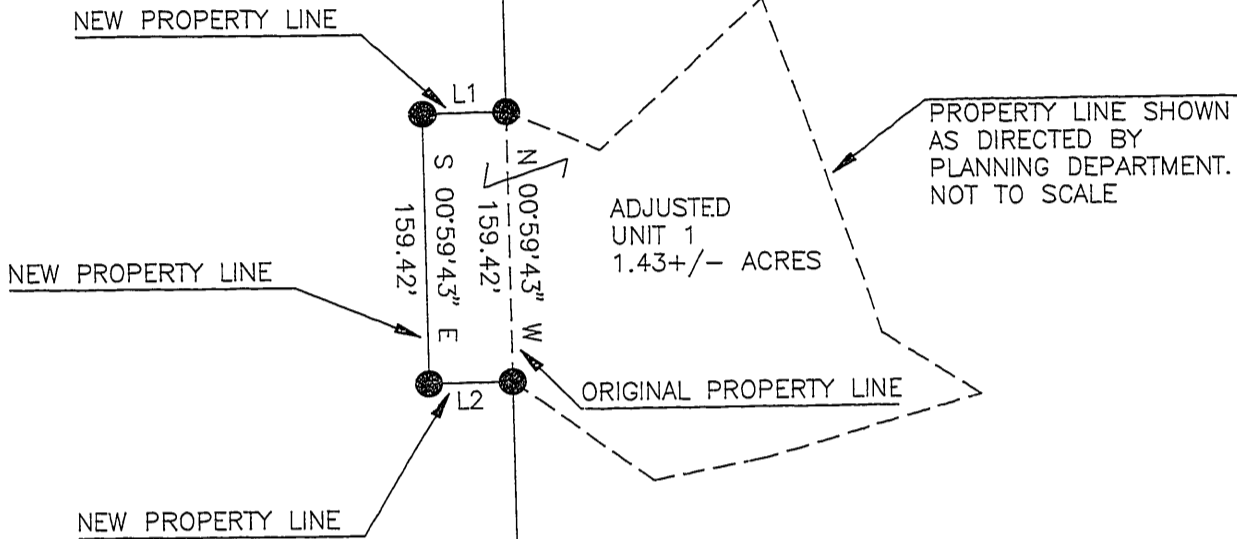 NEW PROPERTY LINE
L1
PROPERTY LINE SHOWN
AS DIRECTED BY
PLANNING DEPARTMENT.
NOT TO SCALE
S 00°59'43" E
159.42'
N 00°59'43" W
159.42'
ADJUSTED
UNIT 1
1.43+/- ACRES
NEW PROPERTY LINE
L2
ORIGINAL PROPERTY LINE
NEW PROPERTY LINE